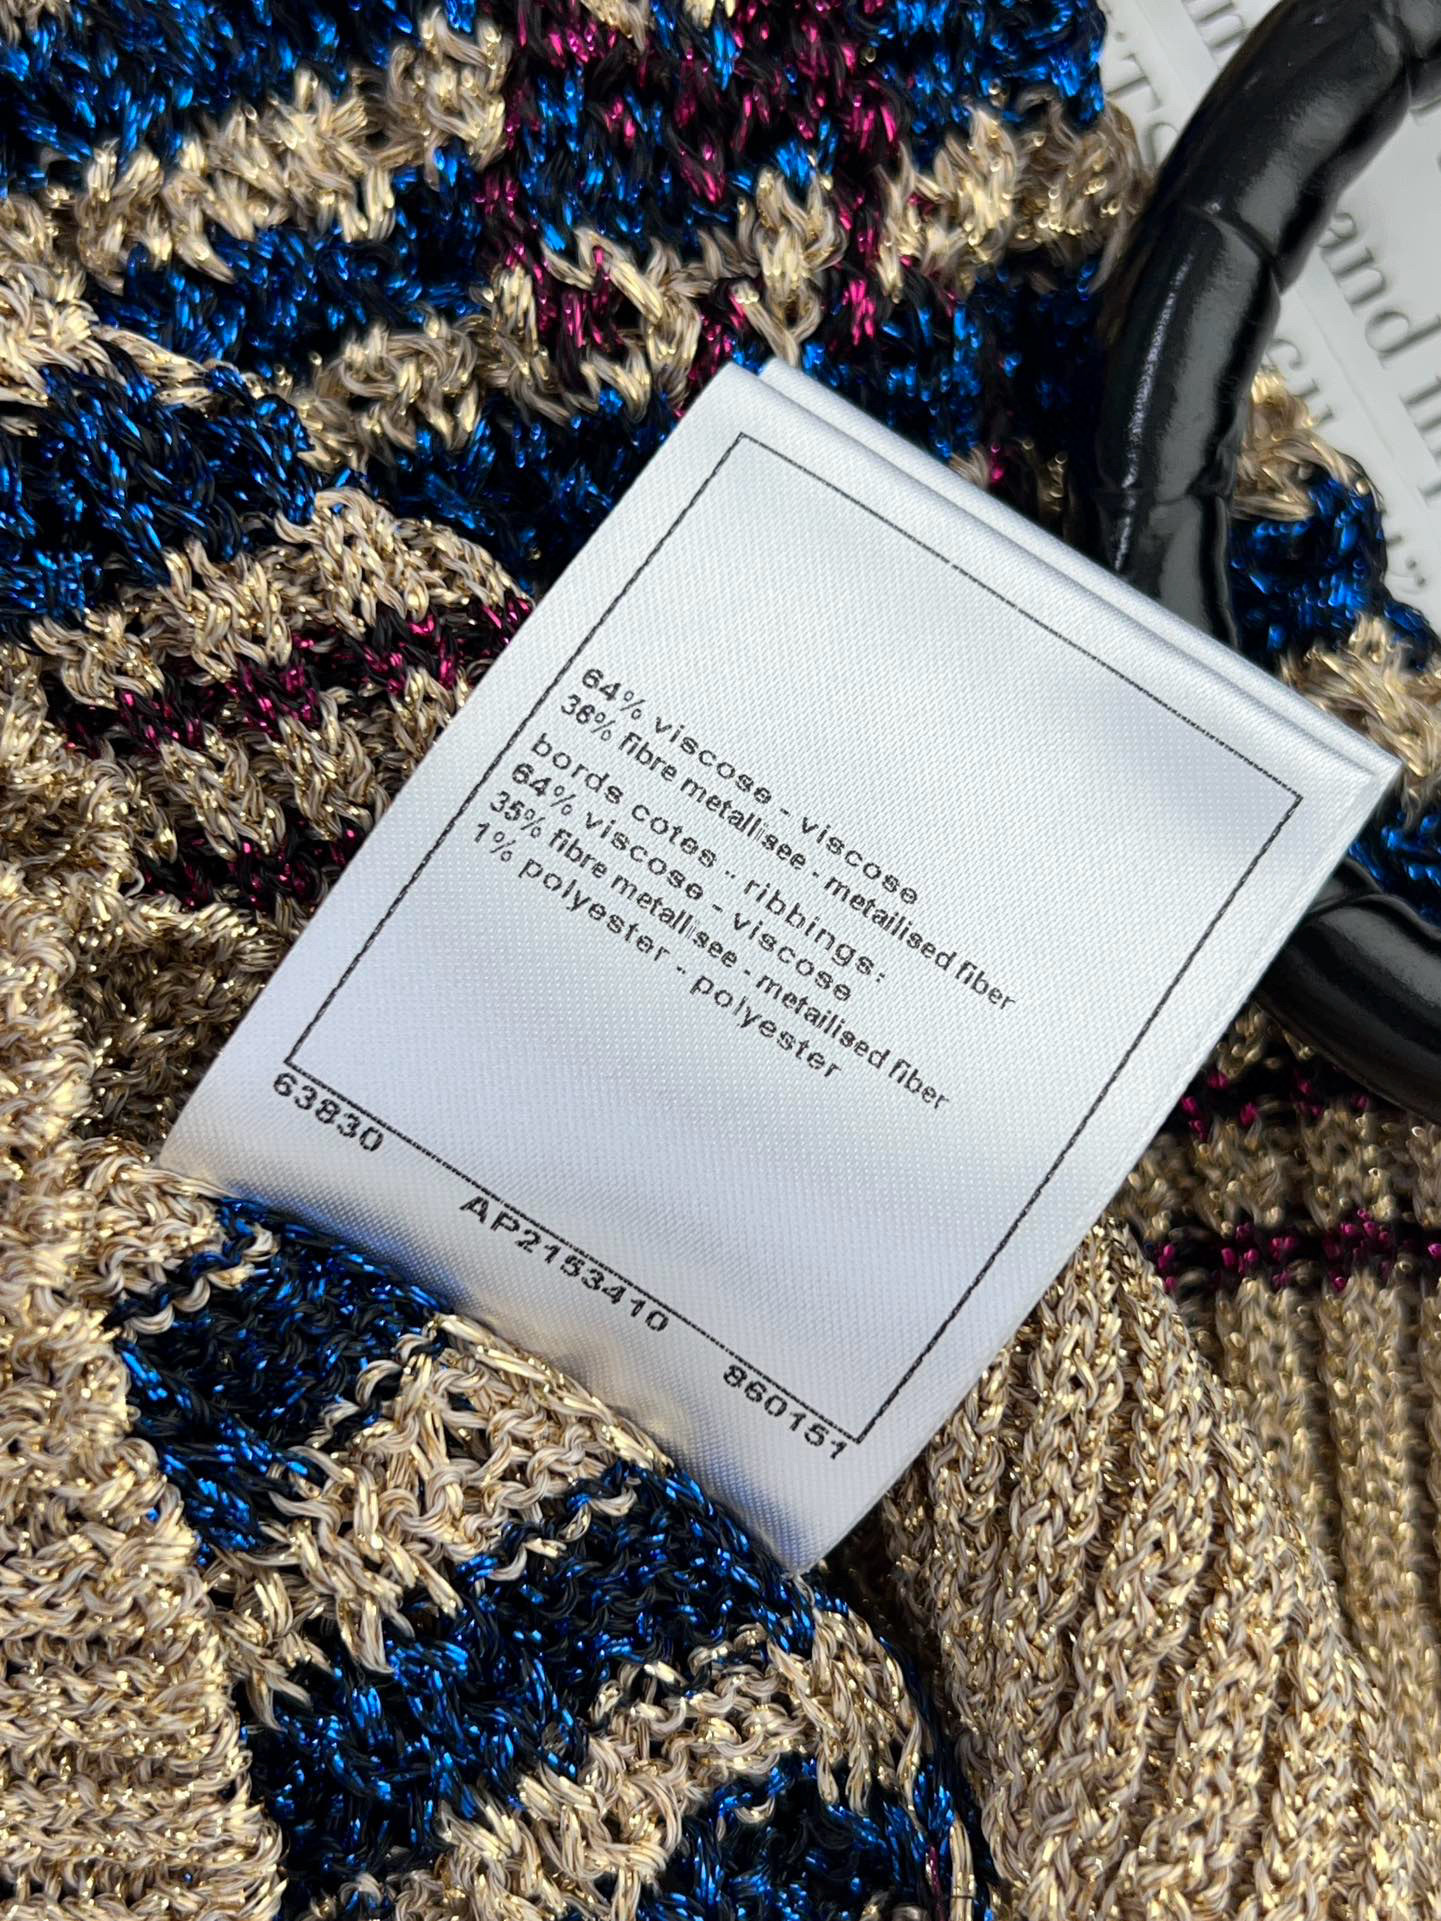 64% viscose - viscose
36% fibre metallisee - metallised fiber
bords cotes - ribbings:
64% viscose - viscose
35% fibre metallisee - metallised fiber
1% polyester - polyester
63830
AP2153410
860151
and